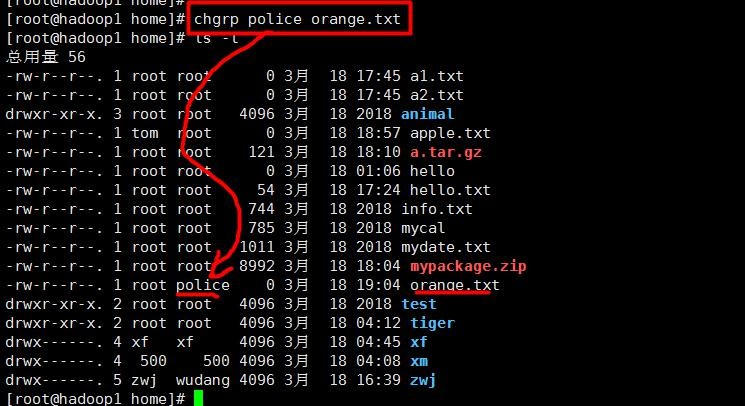 [root@hadoop1 home]# chgrp police orange.txt
[root@hadoop1 home]# ls -l
总用量 56
-rw-r--r--. 1 root root 0 3月 18 17:45 a1.txt
-rw-r--r--. 1 root root 0 3月 18 17:45 a2.txt
drwxr-xr-x. 3 root root 4096 3月 18 2018 animal
-rw-r--r--. 1 tom root 0 3月 18 18:57 apple.txt
-rw-r--r--. 1 root root 121 3月 18 18:10 a.tar.gz
-rw-r--r--. 1 root root 0 3月 18 01:06 hello
-rw-r--r--. 1 root root 54 3月 18 17:24 hello.txt
-rw-r--r--. 1 root root 744 3月 18 2018 info.txt
-rw-r--r--. 1 root root 785 3月 18 2018 mycal
-rw-r--r--. 1 root root 1011 3月 18 2018 mydate.txt
-rw-r--r--. 1 root root 8992 3月 18 18:04 mypackage.zip
-rw-r--r--. 1 root police 0 3月 18 19:04 orange.txt
drwxr-xr-x. 2 root root 4096 3月 18 2018 test
drwxr-xr-x. 2 root root 4096 3月 18 04:12 tiger
drwx------. 4 xf xf 4096 3月 18 04:45 xf
drwx------. 4 500 500 4096 3月 18 04:08 xm
drwx------. 5 zwj wudang 4096 3月 18 16:39 zwj
[root@hadoop1 home]#